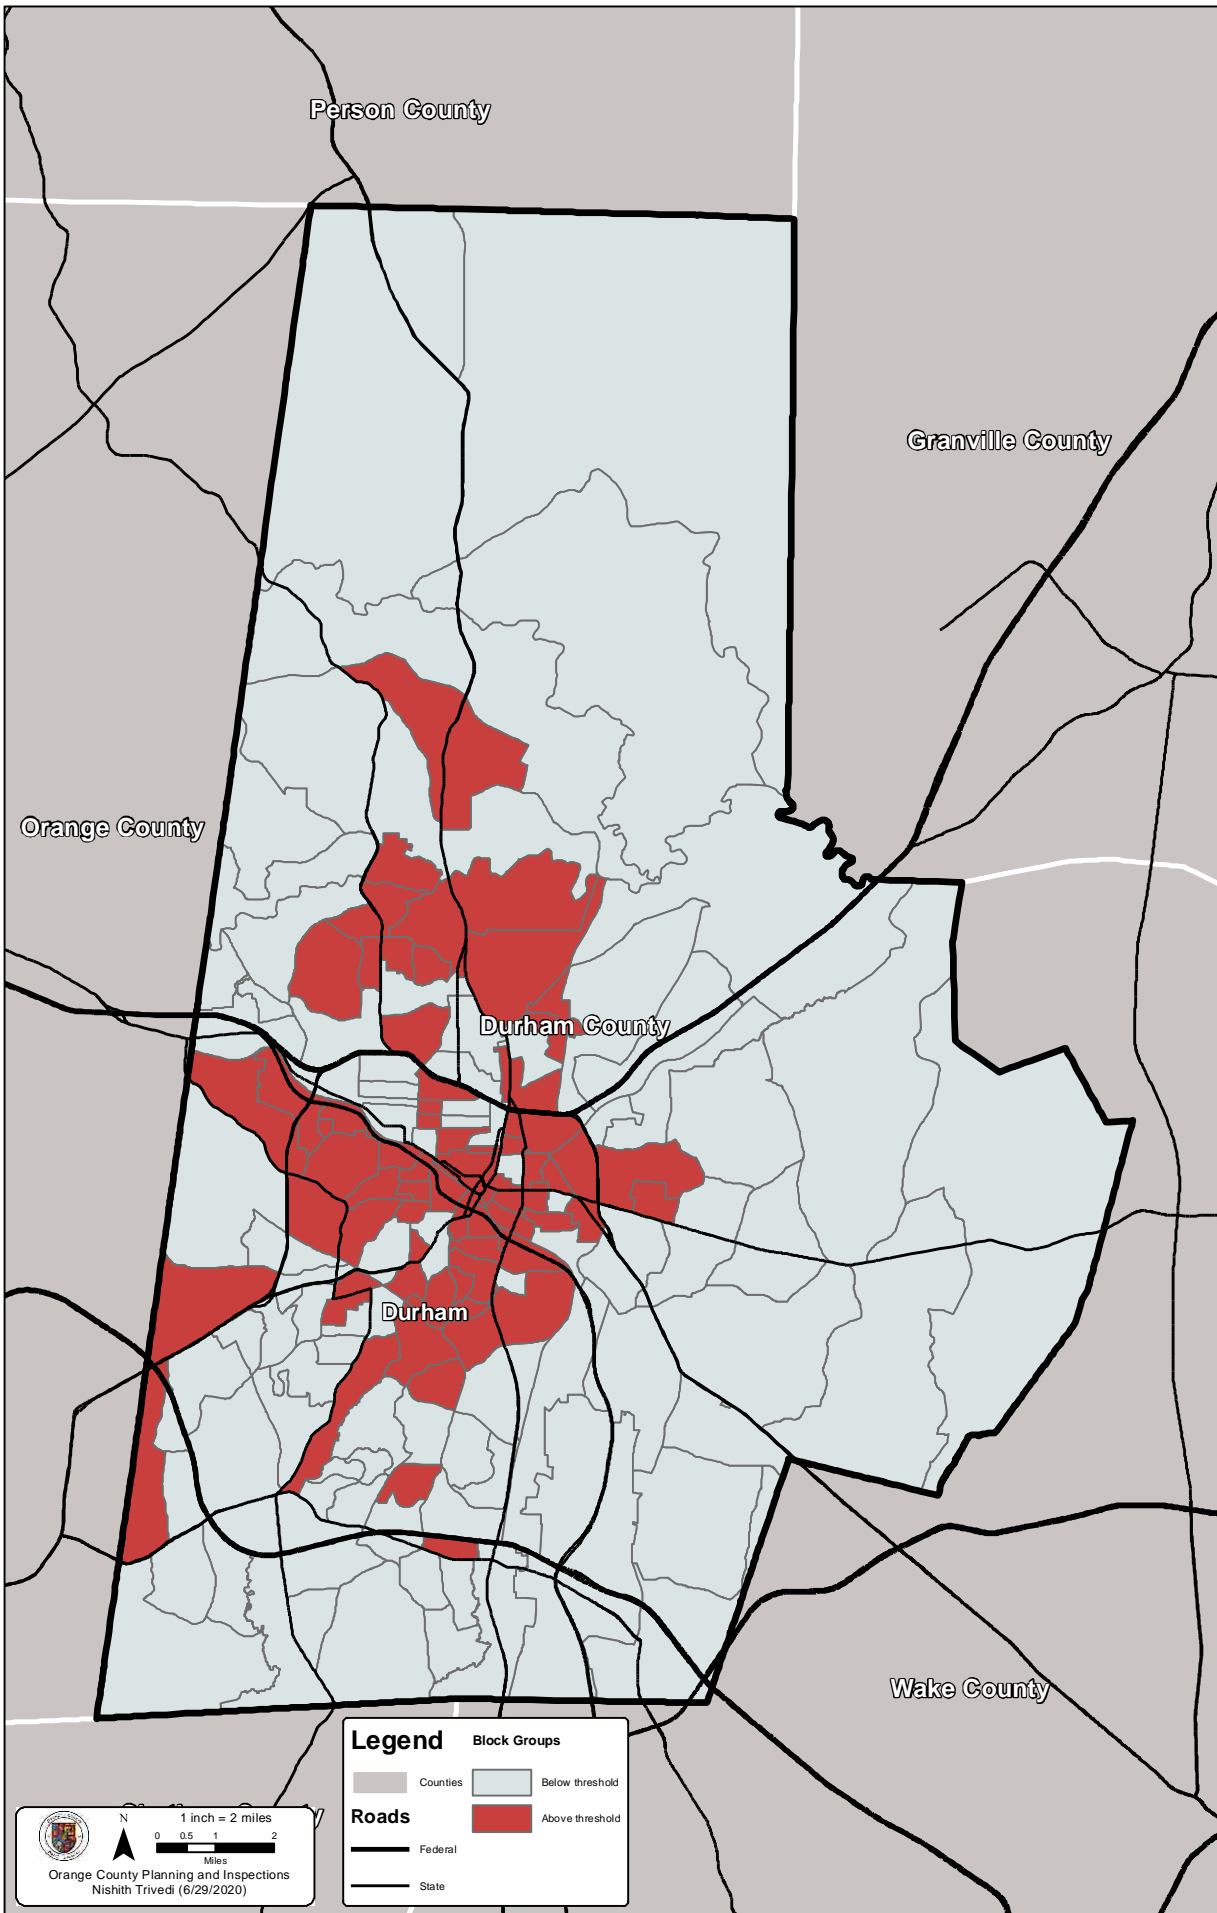 Person County
Granville County
Orange County
Durham County
Durham
Wake County
Legend
Block Groups
Counties
Below threshold
Roads
Above threshold
Federal
State
N
1 inch = 2 miles
0 0.5 1 2
Miles
Orange County Planning and Inspections
Nishith Trivedi (6/29/2020)